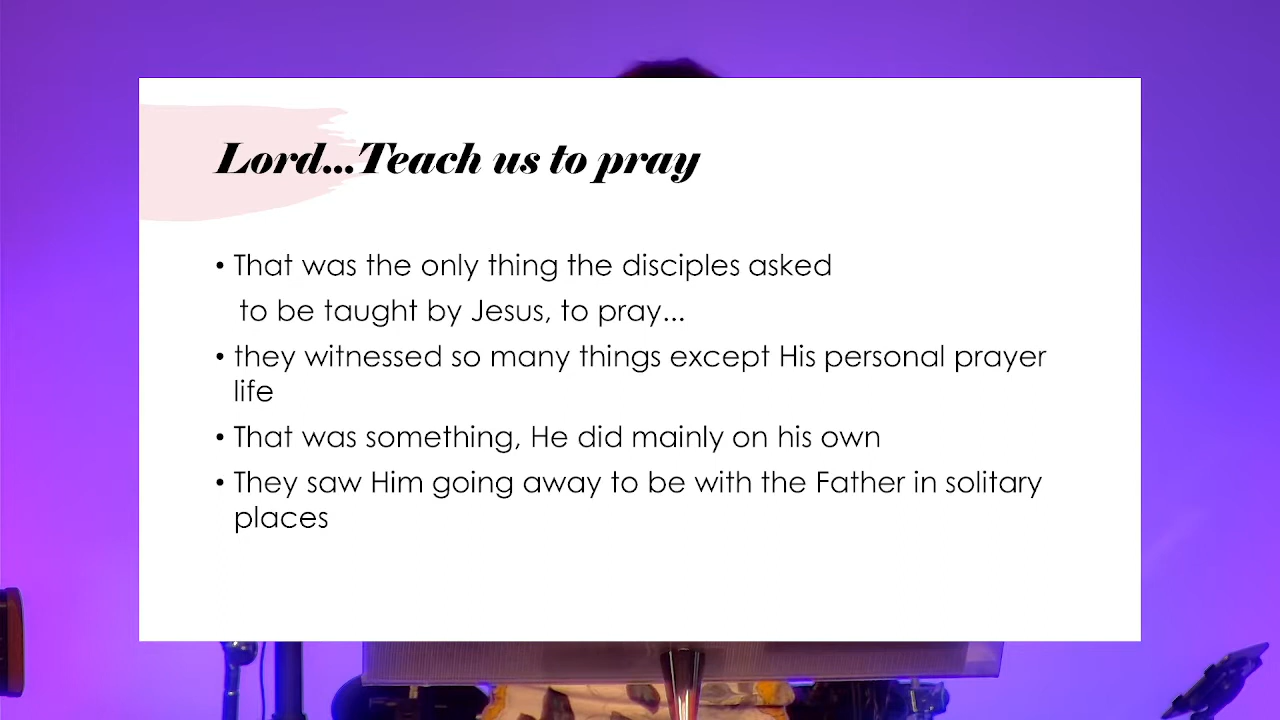 Lord...Teach us to pray
• That was the only thing the disciples asked
to be taught by Jesus, to pray...
• they witnessed so many things except His personal prayer
life
• That was something, He did mainly on his own
• They saw Him going away to be with the Father in solitary
places